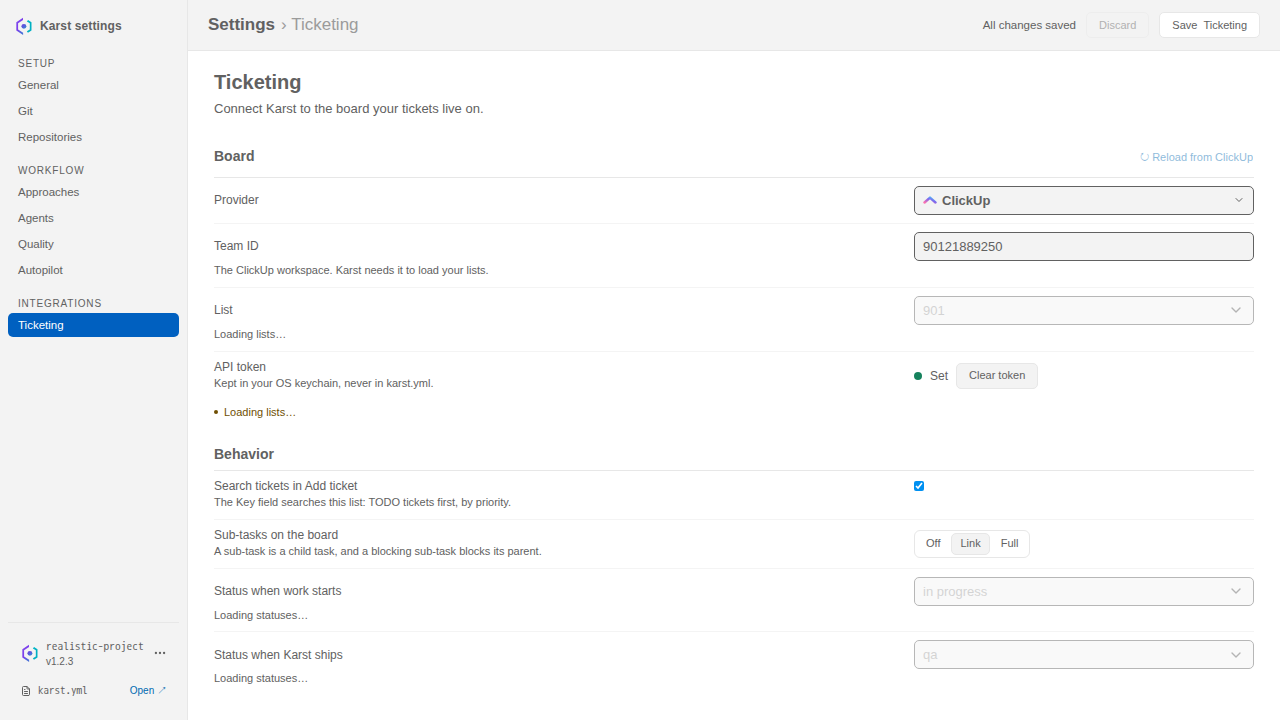 Karst settings
Settings › Ticketing
All changes saved
Discard
Save Ticketing
SETUP
General
Git
Repositories
WORKFLOW
Approaches
Agents
Quality
Autopilot
INTEGRATIONS
Ticketing
realistic-project
v1.2.3
karst.yml
Open ↗
Ticketing
Connect Karst to the board your tickets live on.
Board
Reload from ClickUp
Provider
ClickUp
Team ID
90121889250
The ClickUp workspace. Karst needs it to load your lists.
List
901
Loading lists…
API token
Kept in your OS keychain, never in karst.yml.
Set
Clear token
Loading lists…
Behavior
Search tickets in Add ticket
The Key field searches this list: TODO tickets first, by priority.
Sub-tasks on the board
A sub-task is a child task, and a blocking sub-task blocks its parent.
Off Link Full
Status when work starts
in progress
Loading statuses…
Status when Karst ships
qa
Loading statuses…